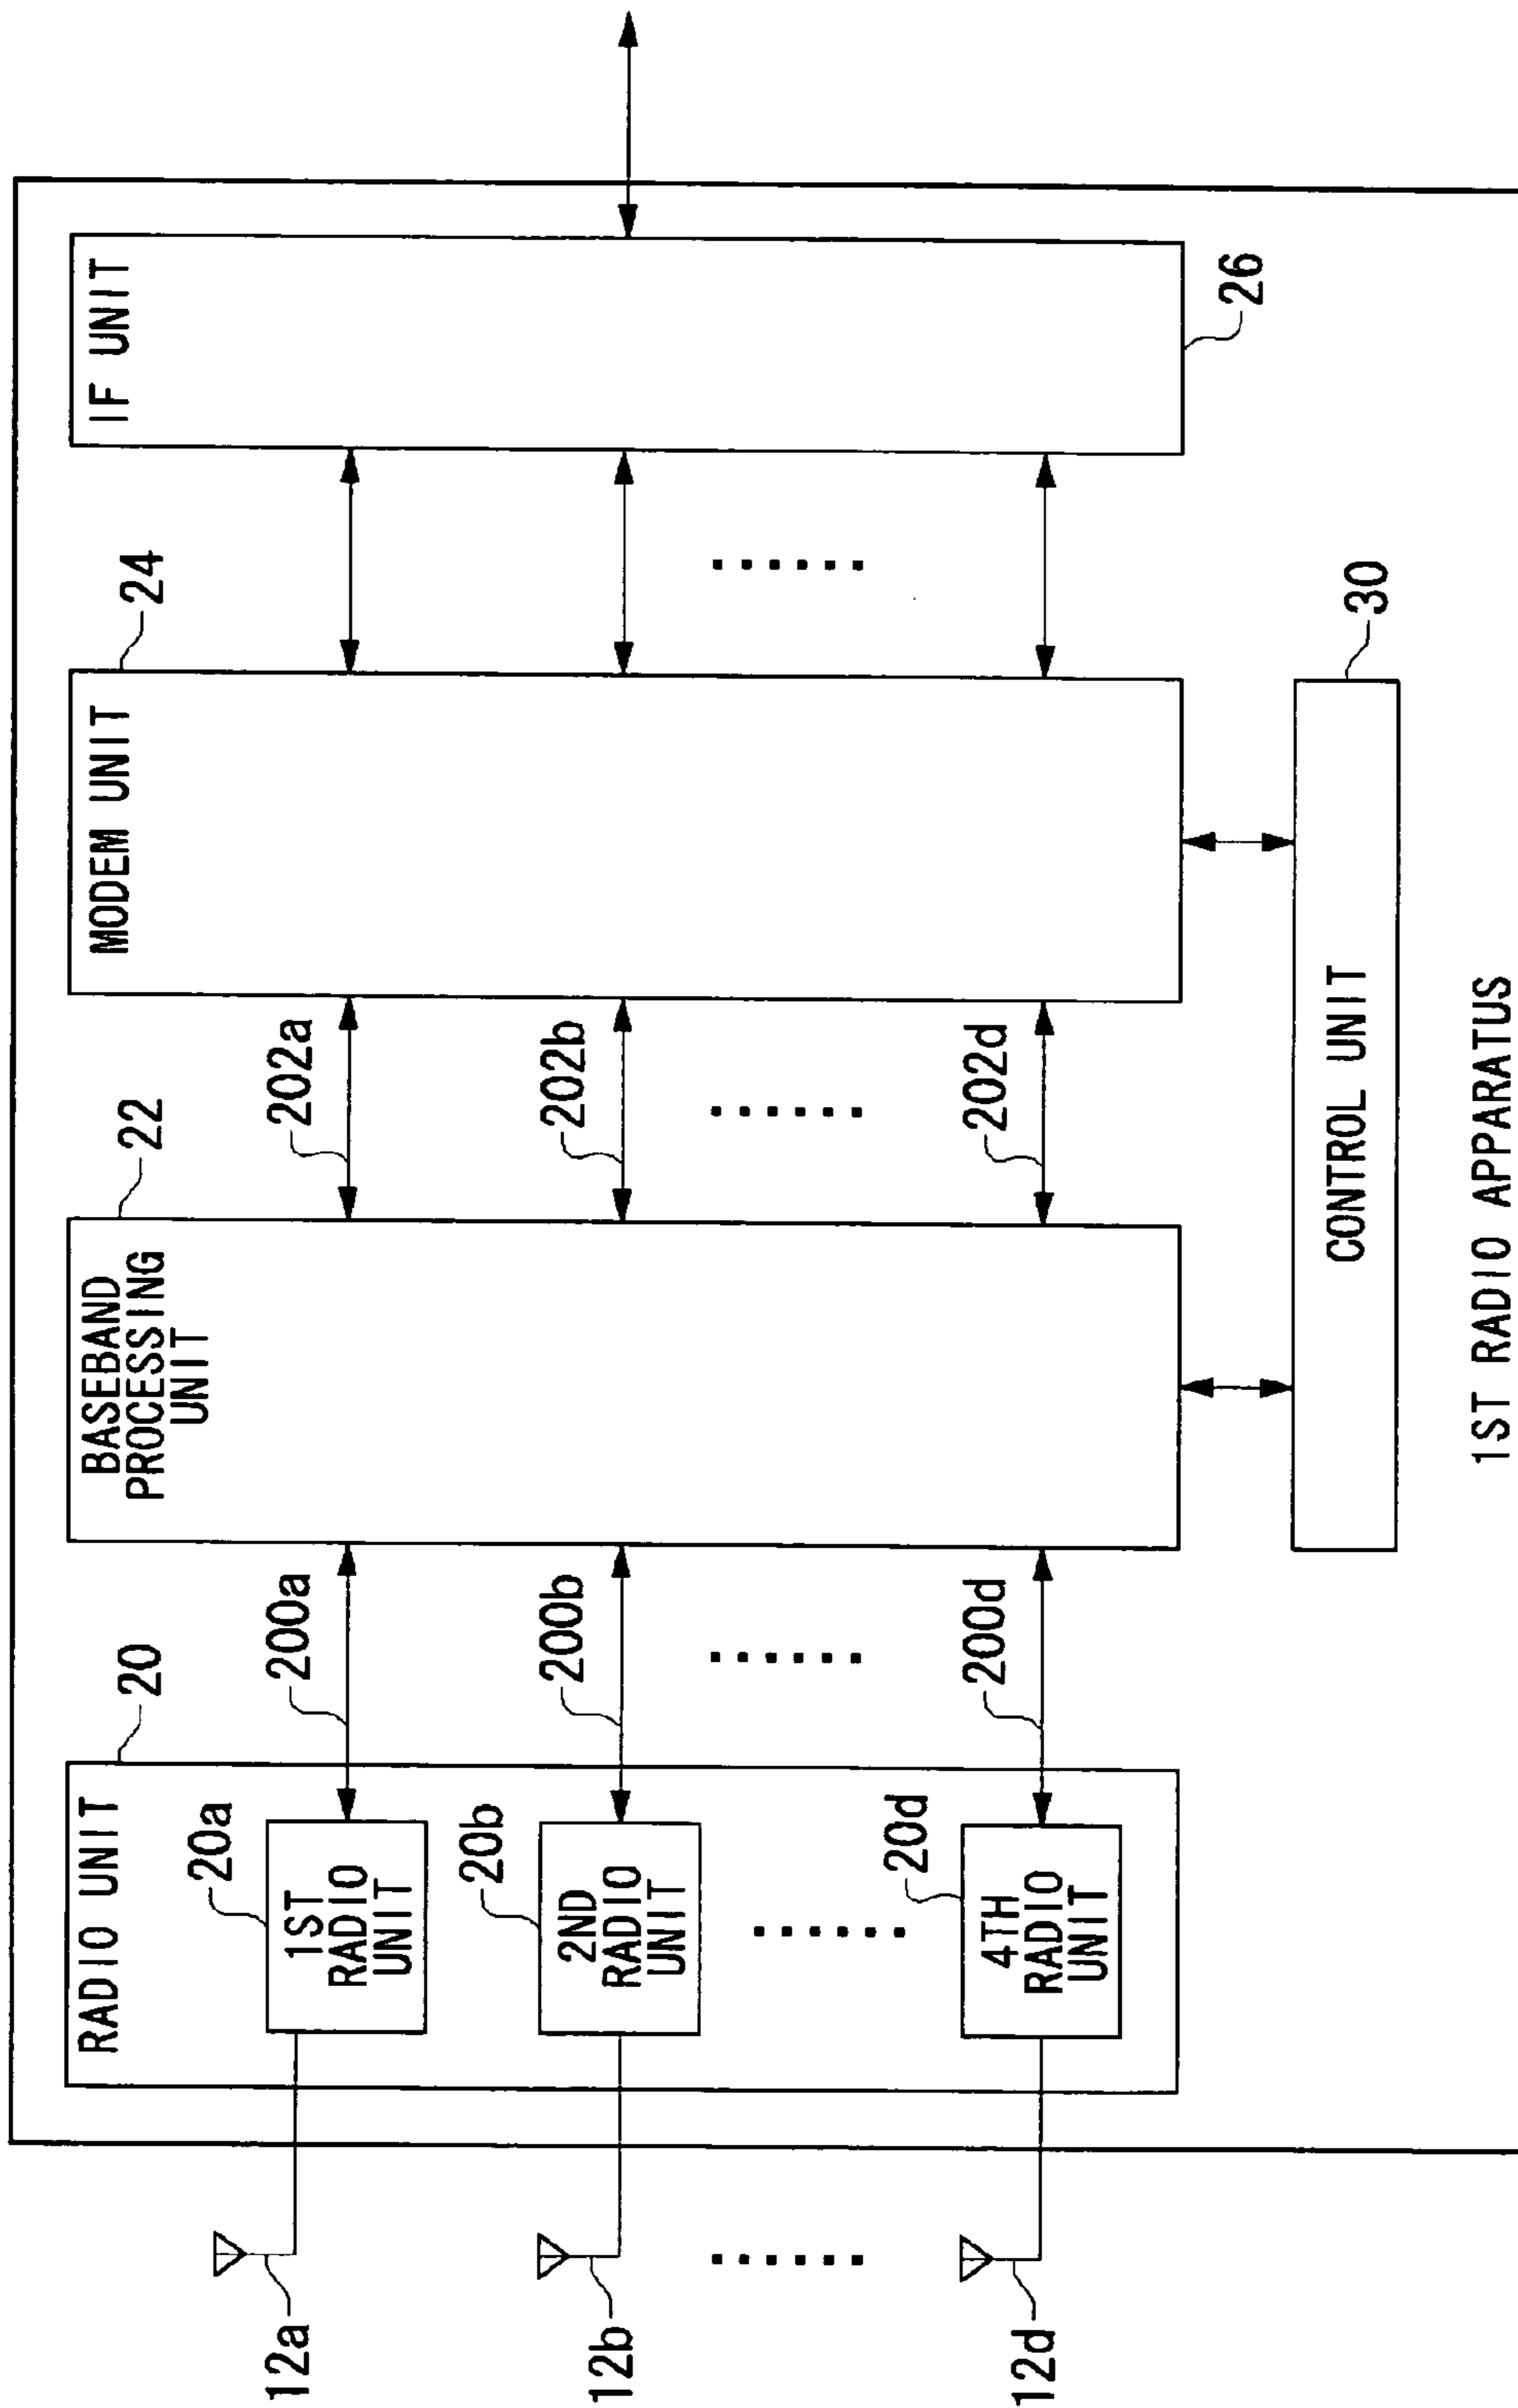 RADIO UNIT
20
BASEBAND
PROCESSING
UNIT
22
MODEM UNIT
24
IF UNIT
12a
20a
1ST
RADIO
UNIT
200a
202a
12b
20b
2ND
RADIO
UNIT
200b
202b
......
......
......
......
......
12d
20d
4TH
RADIO
UNIT
200d
202d
26
CONTROL UNIT
30
1ST RADIO APPARATUS